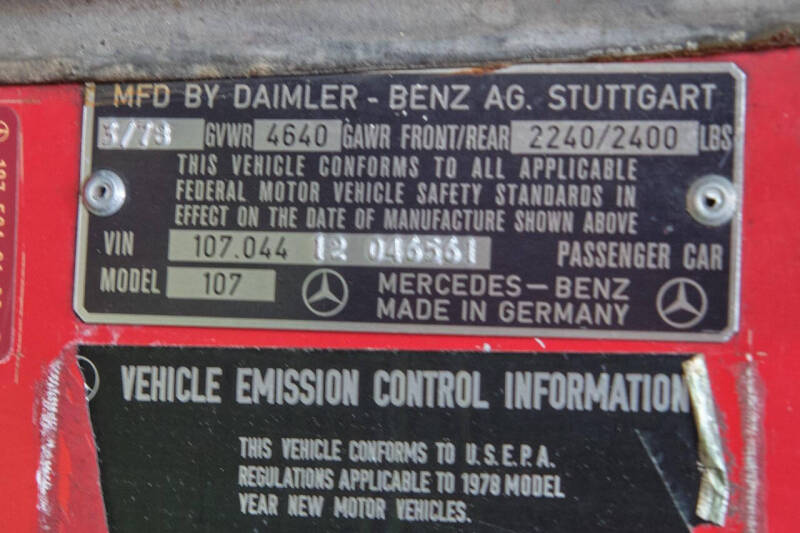 MFD BY DAIMLER - BENZ AG. STUTTGART
3/78 GVWR 4640 GAWR FRONT/REAR 2240/2400 LBS
THIS VEHICLE CONFORMS TO ALL APPLICABLE
FEDERAL MOTOR VEHICLE SAFETY STANDARDS IN
EFFECT ON THE DATE OF MANUFACTURE SHOWN ABOVE
VIN 107.044 12 046561 PASSENGER CAR
MODEL 107 MERCEDES-BENZ
MADE IN GERMANY
VEHICLE EMISSION CONTROL INFORMATION
THIS VEHICLE CONFORMS TO U.S.E.P.A.
REGULATIONS APPLICABLE TO 1978 MODEL
YEAR NEW MOTOR VEHICLES.